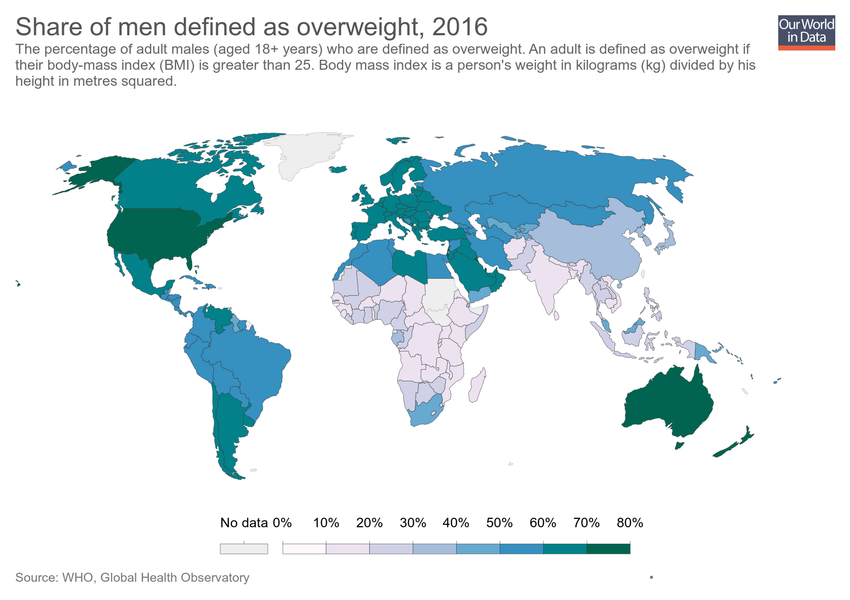 Share of men defined as overweight, 2016
Our World
in Data
The percentage of adult males (aged 18+ years) who are defined as overweight. An adult is defined as overweight if
their body-mass index (BMI) is greater than 25. Body mass index is a person's weight in kilograms (kg) divided by his
height in metres squared.
No data 0% 10% 20% 30% 40% 50% 60% 70% 80%
Source: WHO, Global Health Observatory